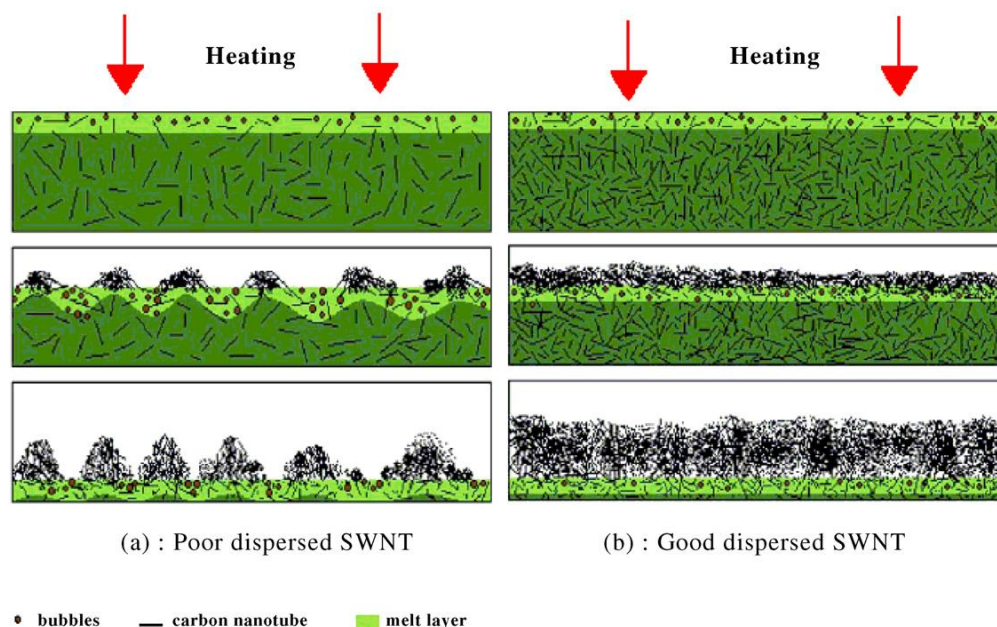 Heating
Heating
(a) : Poor dispersed SWNT
(b) : Good dispersed SWNT
bubbles
carbon nanotube
melt layer